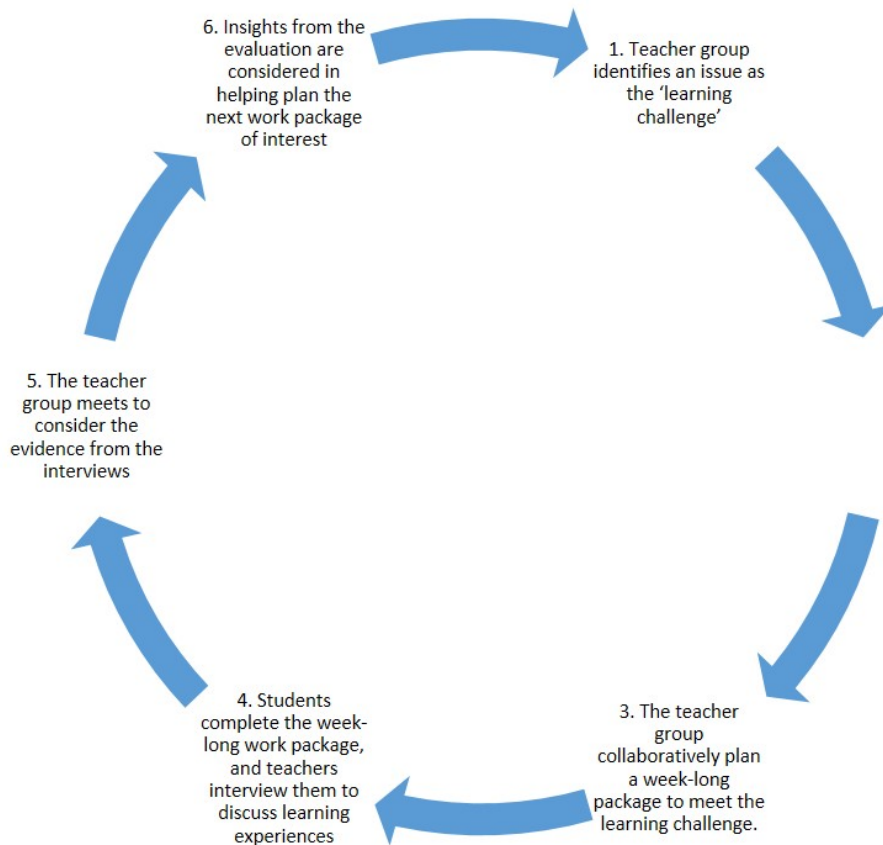 1. Teacher group
identifies an issue as
the ‘learning
challenge’
3. The teacher
group
collaboratively plan
a week-long
package to meet the
learning challenge.
4. Students
complete the week-
long work package,
and teachers
interview them to
discuss learning
experiences
5. The teacher
group meets to
consider the
evidence from the
interviews
6. Insights from the
evaluation are
considered in
helping plan the
next work package
of interest